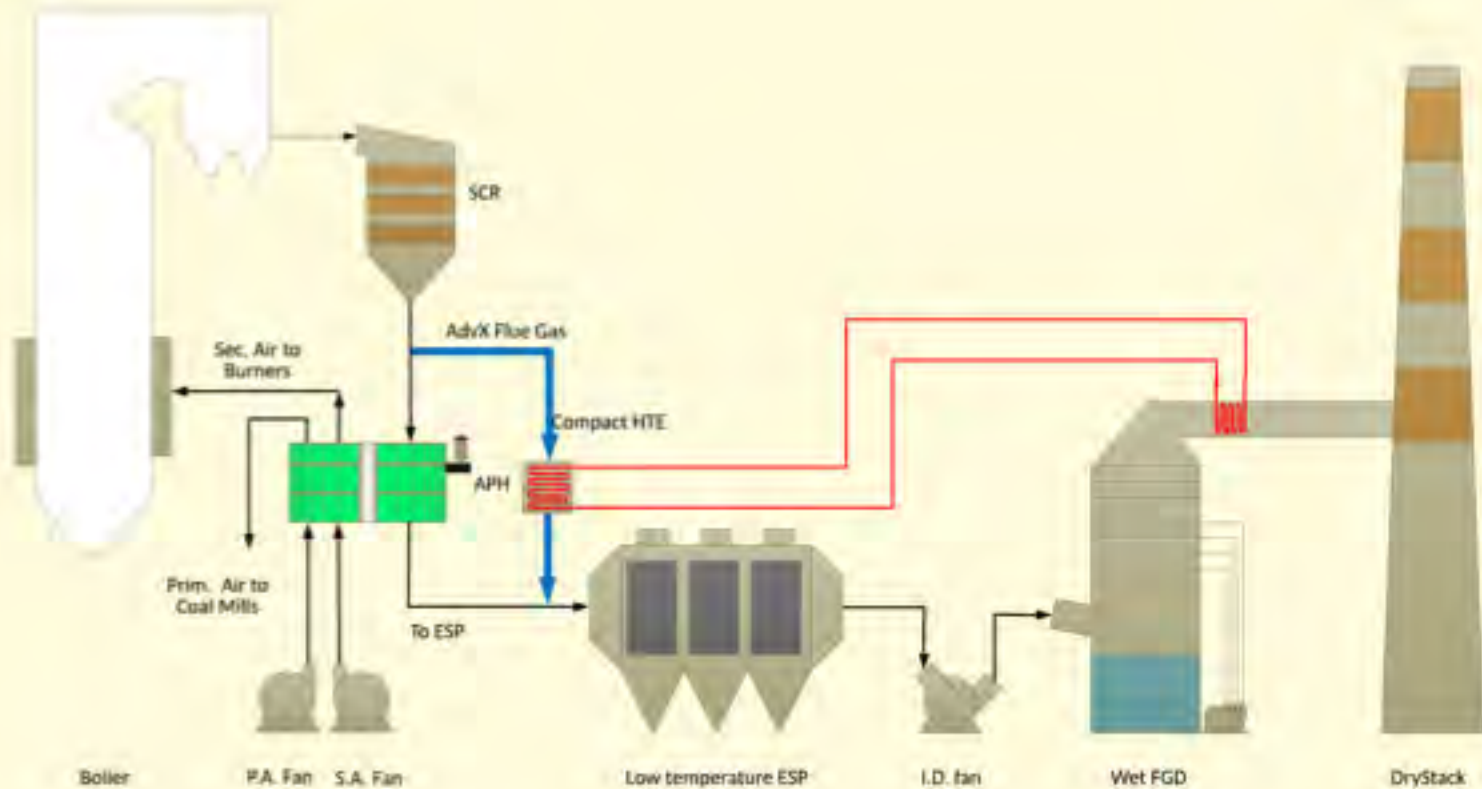 SCR
AdvX Flue Gas
Sec. Air to
Burners
Compact HTE
APH
Prim. Air to
Coal Mills
To ESP
Boiler
P.A. Fan
S.A. Fan
Low temperature ESP
I.D. fan
Wet FGD
DryStack